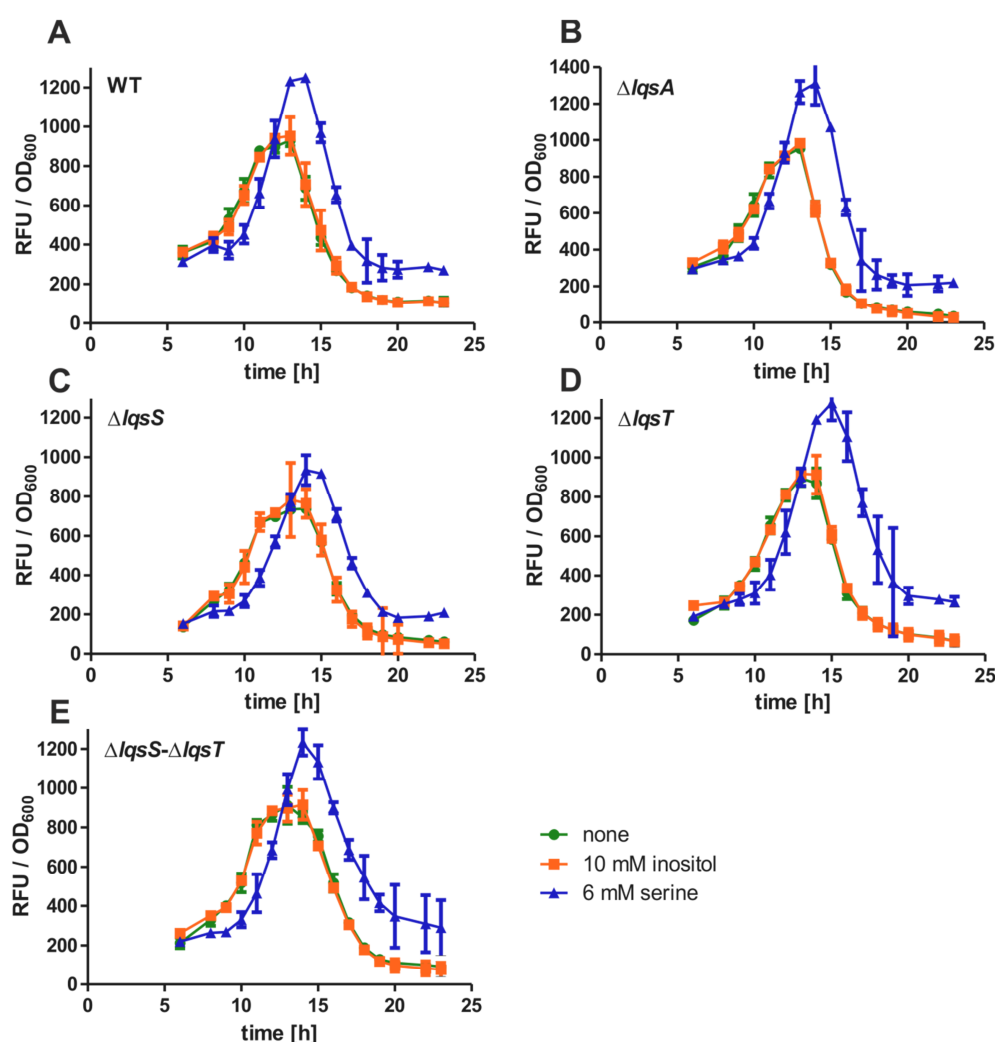 A
WT
RFU / OD600
1200
1000
800
600
400
200
0
0 5 10 15 20 25
time [h]
B
ΔlqsA
RFU / OD600
1400
1200
1000
800
600
400
200
0
0 5 10 15 20 25
time [h]
C
ΔlqsS
RFU / OD600
1200
1000
800
600
400
200
0
0 5 10 15 20 25
time [h]
D
ΔlqsT
RFU / OD600
1200
1000
800
600
400
200
0
0 5 10 15 20 25
time [h]
E
ΔlqsS-ΔlqsT
RFU / OD600
1200
1000
800
600
400
200
0
0 5 10 15 20 25
time [h]
none
10 mM inositol
6 mM serine